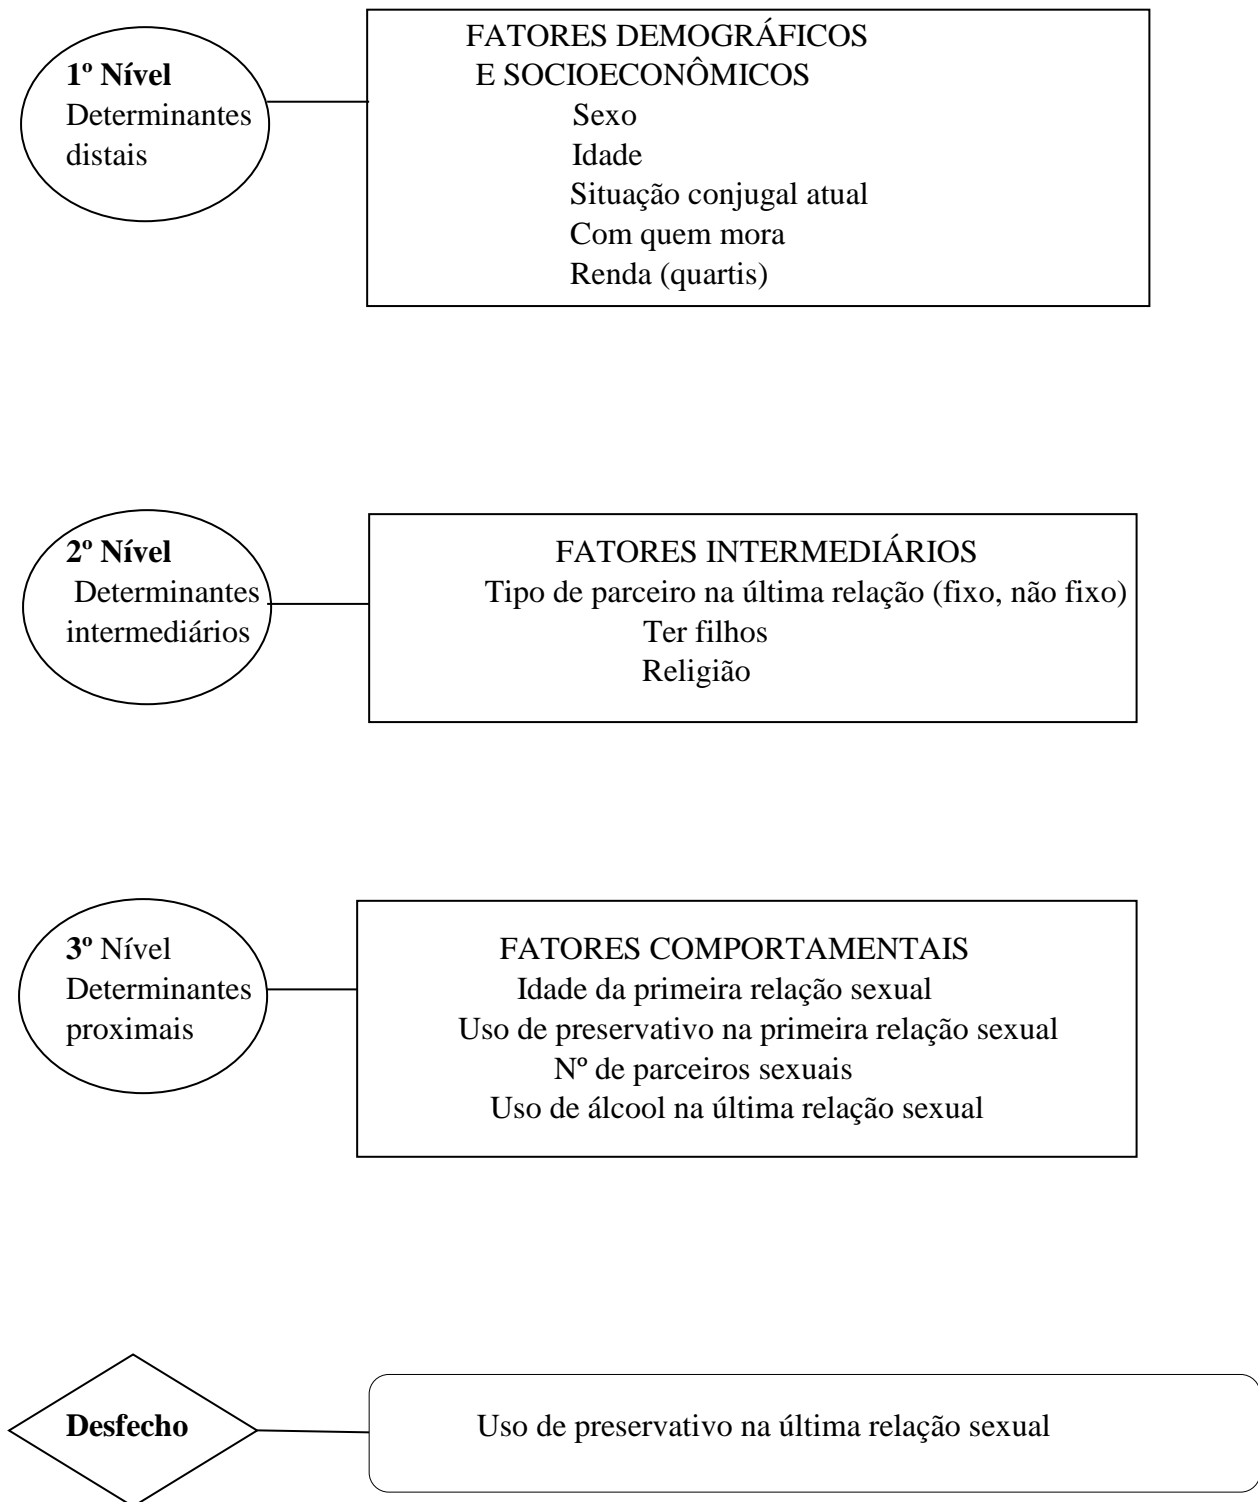 1º Nível
Determinantes
distais
FATORES DEMOGRÁFICOS
E SOCIOECONÔMICOS
Sexo
Idade
Situação conjugal atual
Com quem mora
Renda (quartis)
2º Nível
Determinantes
intermediários
FATORES INTERMEDIÁRIOS
Tipo de parceiro na última relação (fixo, não fixo)
Ter filhos
Religião
3º Nível
Determinantes
proximais
FATORES COMPORTAMENTAIS
Idade da primeira relação sexual
Uso de preservativo na primeira relação sexual
Nº de parceiros sexuais
Uso de álcool na última relação sexual
Desfecho
Uso de preservativo na última relação sexual